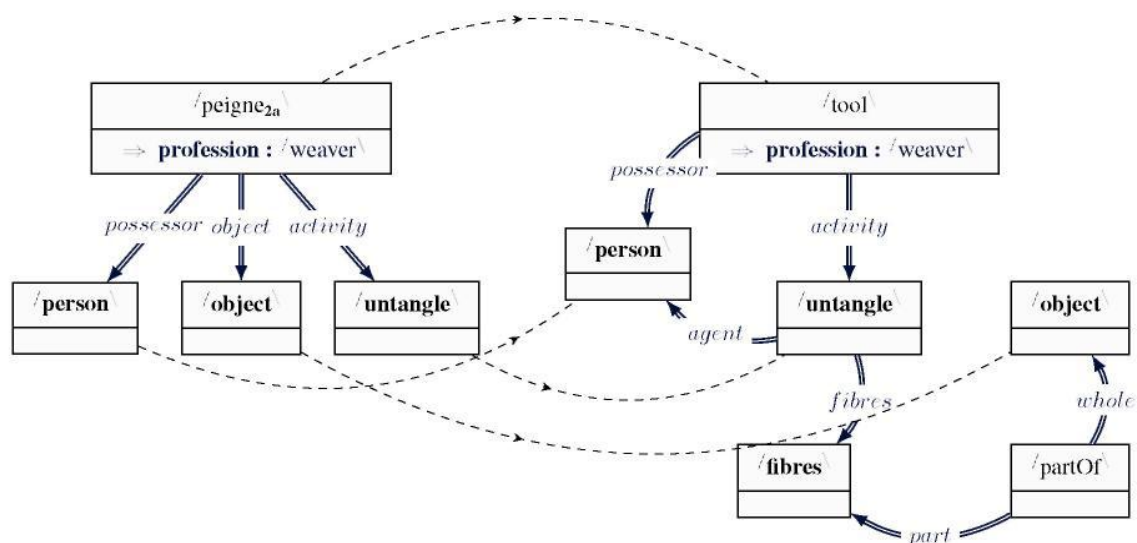 /peigne2a\
⇒ profession : /weaver\
possessor object activity
/person\ /object\ /untangle\
/tool\
⇒ profession : /weaver\
possessor
activity
/person\
/untangle\ /object\
agent
fibres
whole
/fibres\ /partOf\
part